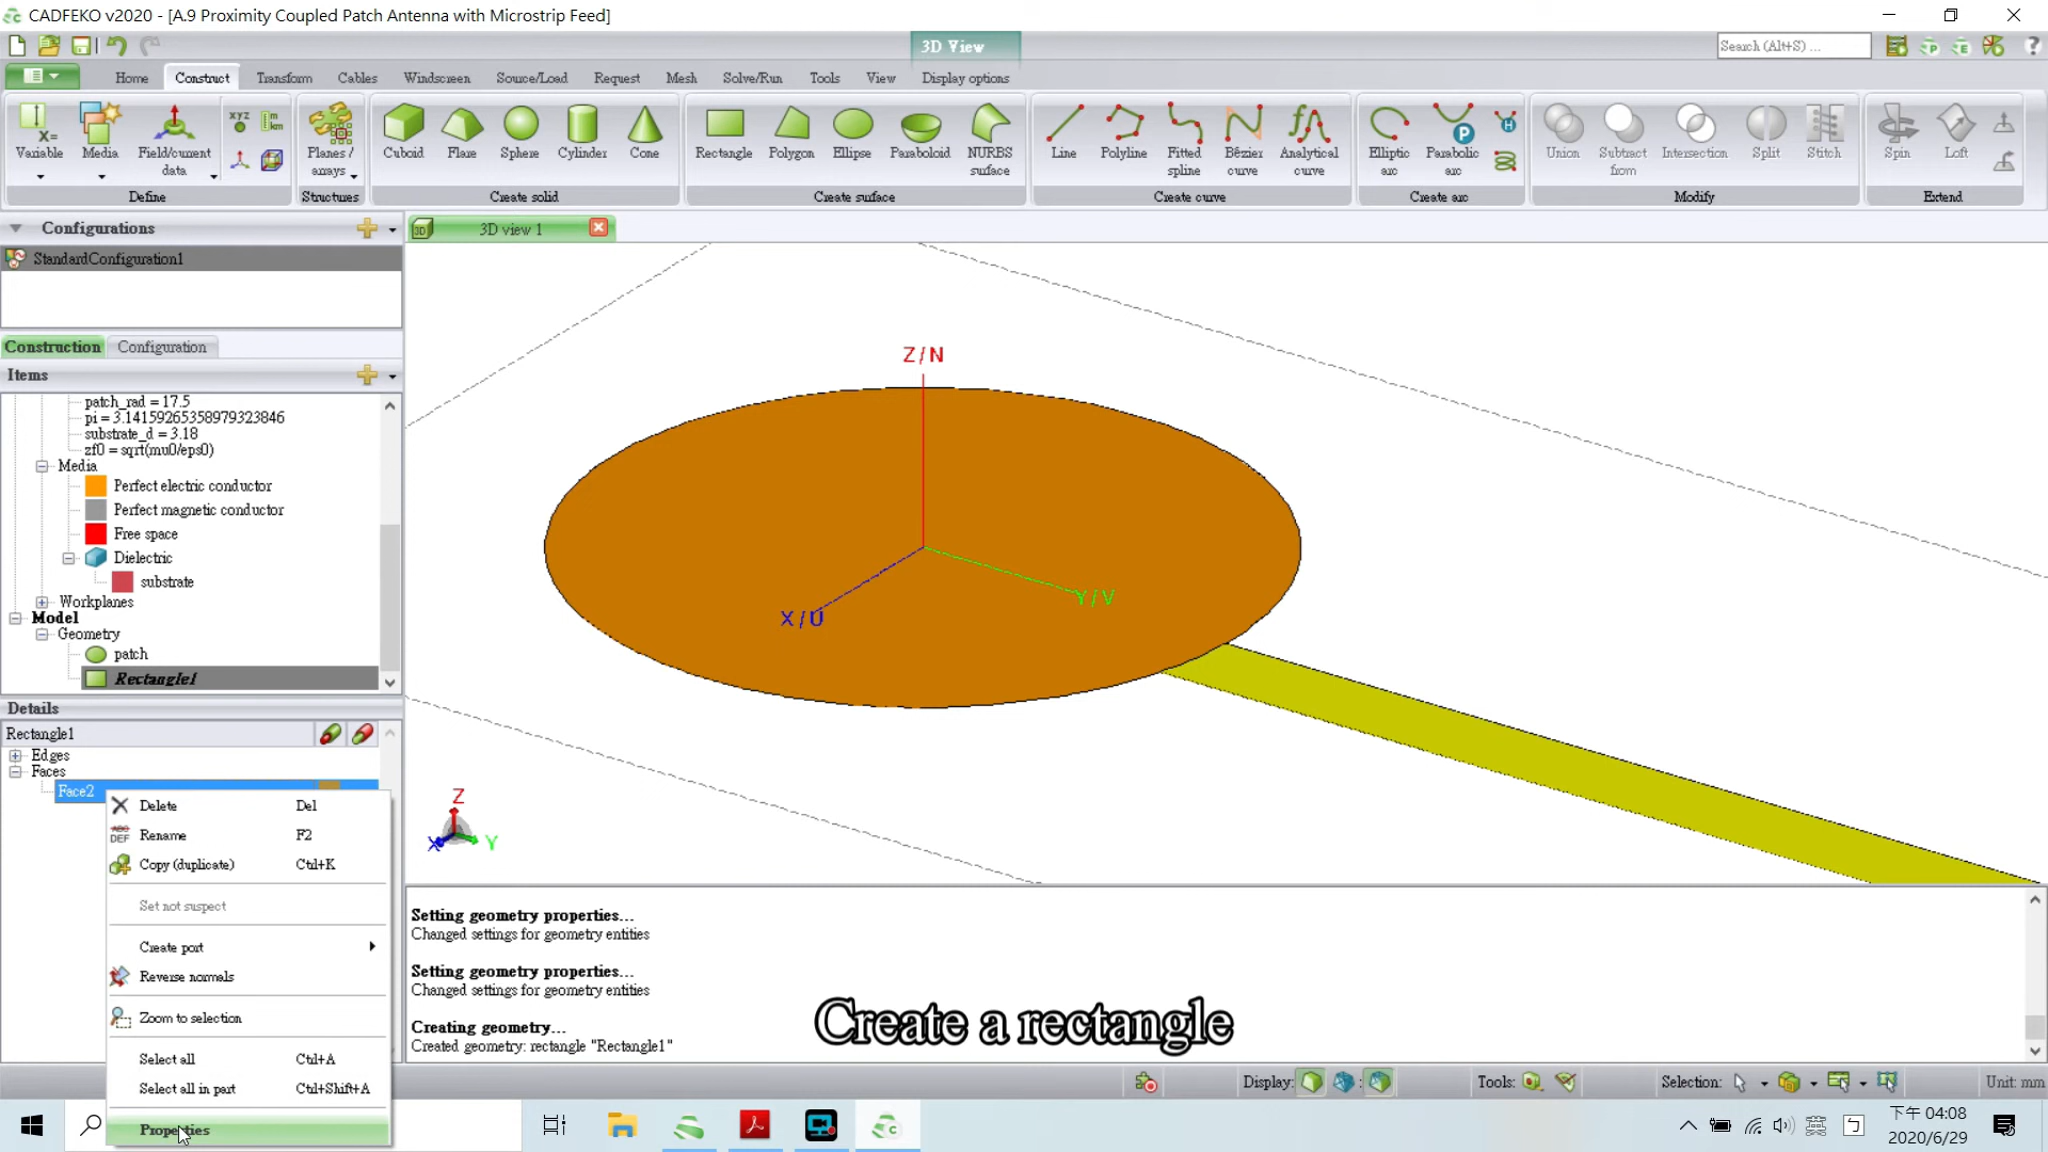 CADFEKO v2020 - [A.9 Proximity Coupled Patch Antenna with Microstrip Feed]
3D View
Search (Alt+S) ...
Home Construct Transform Cables Windscreen Source/Load Request Mesh Solve/Run Tools View Display options
Variable Media Field/current data Planes / arrays Cuboid Flare Sphere Cylinder Cone Rectangle Polygon Ellipse Paraboloid NURBS surface Line Polyline Fitted spline Bézier curve Analytical curve Elliptic arc Parabolic arc Union Subtract from Intersection Split Stitch Spin Loft
Define Structures Create solid Create surface Create curve Create arc Modify Extend
Configurations
3D view 1
StandardConfiguration1
Construction Configuration
Items
patch_rad = 17.5
pi = 3.14159265358979323846
substrate_d = 3.18
zf0 = sqrt(mu0/eps0)
Media
Perfect electric conductor
Perfect magnetic conductor
Free space
Dielectric
substrate
Workplanes
Model
Geometry
patch
Rectangle1
Details
Rectangle1
Edges
Faces
Face2
Delete Del
Rename F2
Copy (duplicate) Ctrl+K
Set not suspect
Create port
Reverse normals
Zoom to selection
Select all Ctrl+A
Select all in part Ctrl+Shift+A
Properties
Z/N
X/U
Y/V
Z
X
Y
Setting geometry properties...
Changed settings for geometry entities
Setting geometry properties...
Changed settings for geometry entities
Creating geometry...
Created geometry: rectangle "Rectangle1"
Create a rectangle
Display: Tools: Selection: Unit: mm
英
下午 04:08
2020/6/29